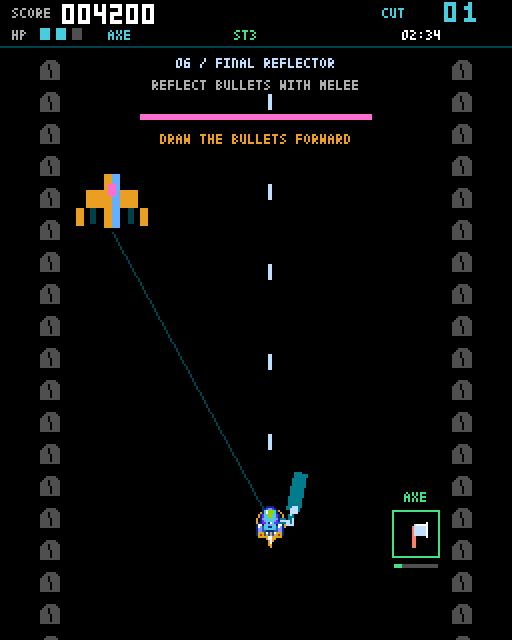 SCORE 004200 CUT 01
HP AXE ST3 02:34
06 / FINAL REFLECTOR
REFLECT BULLETS WITH MELEE
DRAW THE BULLETS FORWARD
AXE